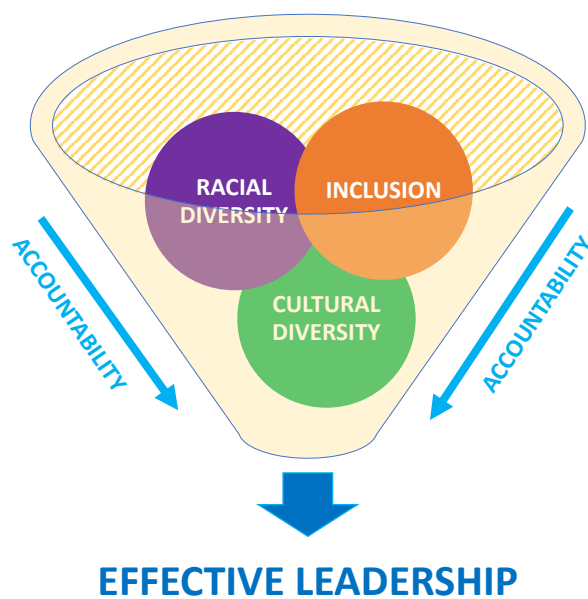 RACIAL
DIVERSITY
INCLUSION
CULTURAL
DIVERSITY
ACCOUNTABILITY
ACCOUNTABILITY
EFFECTIVE LEADERSHIP